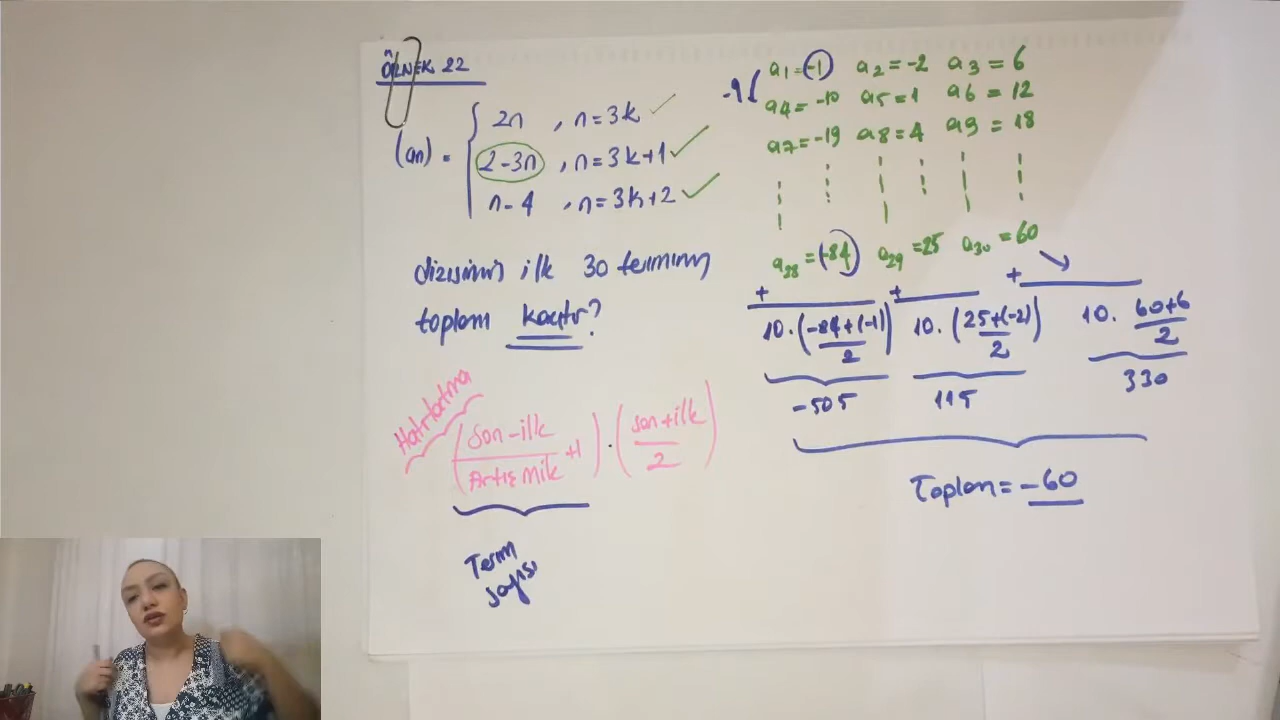 ÖRNEK 22
(an) =
2n , n=3k
2-3n , n=3k+1
n-4 , n=3k+2
dizisinin ilk 30 teriminin
toplamı kaçtır?
Hatırlatma
(Son-ilk / Artış Mik +1) . (son+ilk / 2)
Terim
sayısı
a1=-1 a2=-2 a3=6
-9
a4=-10 a5=1 a6=12
a7=-19 a8=4 a9=18
a28=(-84) a29=25 a30=60
+ + +
10.(-84+(-1)/2) 10.(25+(-2)/2) 10. 60+6/2
-505 115 330
Toplam=-60